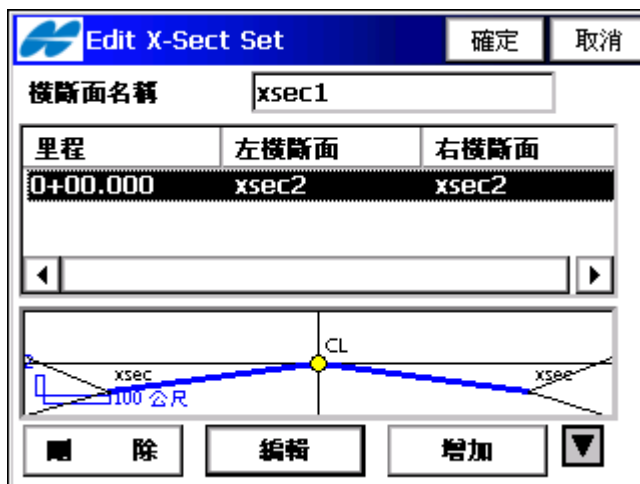 Edit X-Sect Set 確定 取消
橫斷面名稱 xsec1
里程 左橫斷面 右橫斷面
0+00.000 xsec2 xsec2
CL
xsec xsec
100 公尺
刪 除 編輯 增加